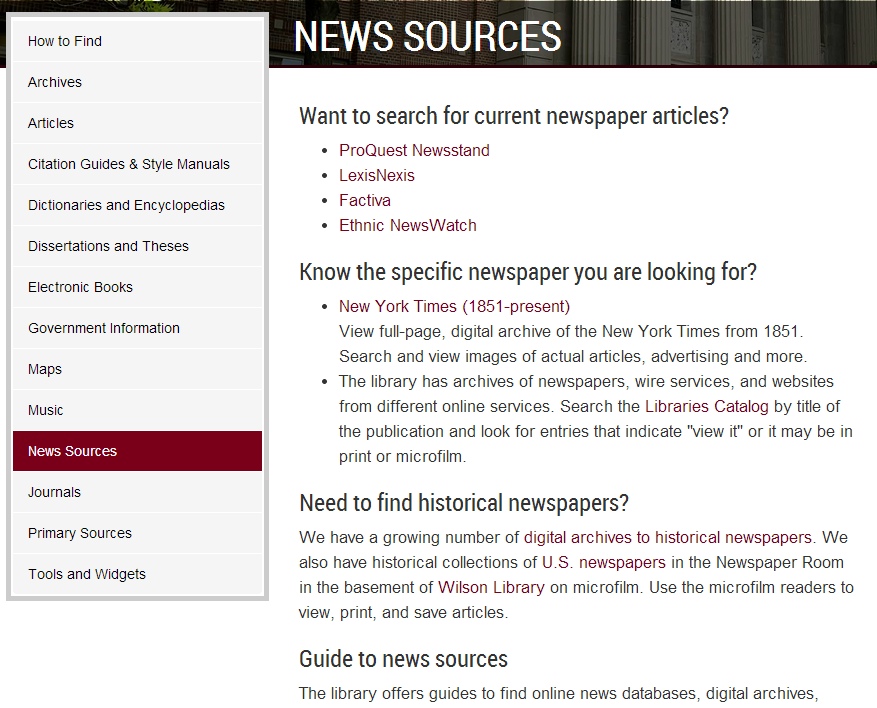 NEWS SOURCES
How to Find
Archives
Articles
Citation Guides & Style Manuals
Dictionaries and Encyclopedias
Dissertations and Theses
Electronic Books
Government Information
Maps
Music
News Sources
Journals
Primary Sources
Tools and Widgets
Want to search for current newspaper articles?
• ProQuest Newsstand
• LexisNexis
• Factiva
• Ethnic NewsWatch
Know the specific newspaper you are looking for?
• New York Times (1851-present)
View full-page, digital archive of the New York Times from 1851.
Search and view images of actual articles, advertising and more.
• The library has archives of newspapers, wire services, and websites
from different online services. Search the Libraries Catalog by title of
the publication and look for entries that indicate "view it" or it may be in
print or microfilm.
Need to find historical newspapers?
We have a growing number of digital archives to historical newspapers. We
also have historical collections of U.S. newspapers in the Newspaper Room
in the basement of Wilson Library on microfilm. Use the microfilm readers to
view, print, and save articles.
Guide to news sources
The library offers guides to find online news databases, digital archives,